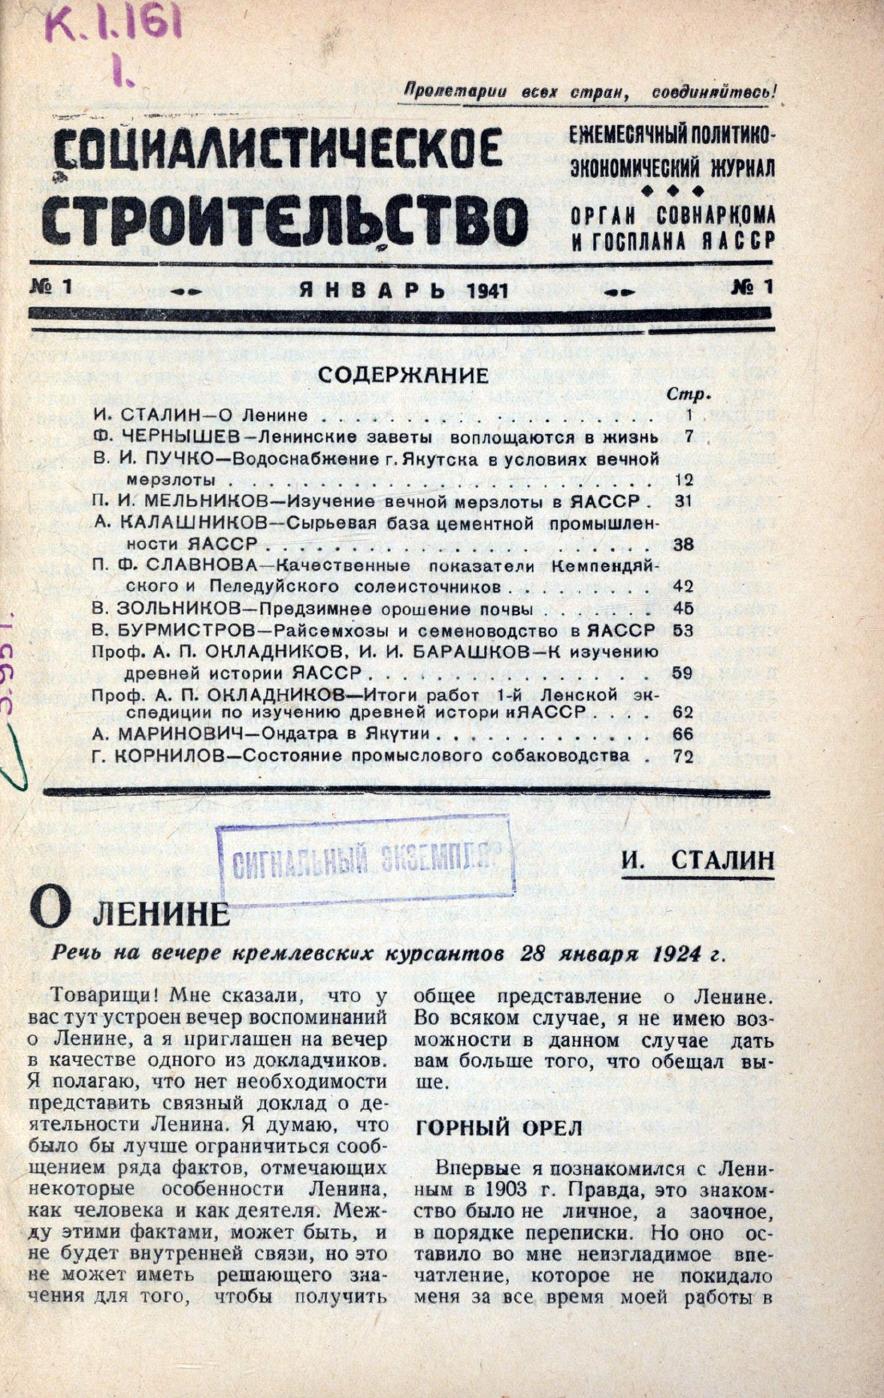 К.1.161
1.
Пролетарии всех стран, соединяйтесь!
СОЦИАЛИСТИЧЕСКОЕ
СТРОИТЕЛЬСТВО
ЕЖЕМЕСЯЧНЫЙ ПОЛИТИКО-
ЭКОНОМИЧЕСКИЙ ЖУРНАЛ
ОРГАН СОВНАРКОМА
И ГОСПЛАНА ЯАССР
№ 1 ЯНВАРЬ 1941 № 1
СОДЕРЖАНИЕ
Стр.
И. СТАЛИН—О Ленине . . . . . . . . . . . . . . . . . 1
Ф. ЧЕРНЫШЕВ—Ленинские заветы воплощаются в жизнь 7
В. И. ПУЧКО—Водоснабжение г. Якутска в условиях вечной
мерзлоты . . . . . . . . . . . . . . . . . . . . . 12
П. И. МЕЛЬНИКОВ—Изучение вечной мерзлоты в ЯАССР . 31
А. КАЛАШНИКОВ—Сырьевая база цементной промышлен-
ности ЯАССР . . . . . . . . . . . . . . . . . . . 38
П. Ф. СЛАВНОВА—Качественные показатели Кемпендяй-
ского и Пеледуйского солеисточников . . . . . . . . . 42
В. ЗОЛЬНИКОВ—Предзимнее орошение почвы . . . . . . 45
В. БУРМИСТРОВ—Райсемхозы и семеноводство в ЯАССР 53
Проф. А. П. ОКЛАДНИКОВ, И. И. БАРАШКОВ—К изучению
древней истории ЯАССР . . . . . . . . . . . . . . 59
Проф. А. П. ОКЛАДНИКОВ—Итоги работ 1-й Ленской эк-
спедиции по изучению древней истори иЯАССР . . . . 62
А. МАРИНОВИЧ—Ондатра в Якутии . . . . . . . . . . . . 66
Г. КОРНИЛОВ—Состояние промыслового собаководства . 72
СИГНАЛЬНЫЙ ЭКЗЕМПЛЯР
И. СТАЛИН
О ЛЕНИНЕ
Речь на вечере кремлевских курсантов 28 января 1924 г.
Товарищи! Мне сказали, что у
вас тут устроен вечер воспоминаний
о Ленине, а я приглашен на вечер
в качестве одного из докладчиков.
Я полагаю, что нет необходимости
представить связный доклад о де-
ятельности Ленина. Я думаю, что
было бы лучше ограничиться сооб-
щением ряда фактов, отмечающих
некоторые особенности Ленина,
как человека и как деятеля. Меж-
ду этими фактами, может быть, и
не будет внутренней связи, но это
не может иметь решающего зна-
чения для того, чтобы получить
общее представление о Ленине.
Во всяком случае, я не имею воз-
можности в данном случае дать
вам больше того, что обещал вы-
ше.
ГОРНЫЙ ОРЕЛ
Впервые я познакомился с Лени-
ным в 1903 г. Правда, это знаком-
ство было не личное, а заочное,
в порядке переписки. Но оно ос-
тавило во мне неизгладимое впе-
чатление, которое не покидало
меня за все время моей работы в